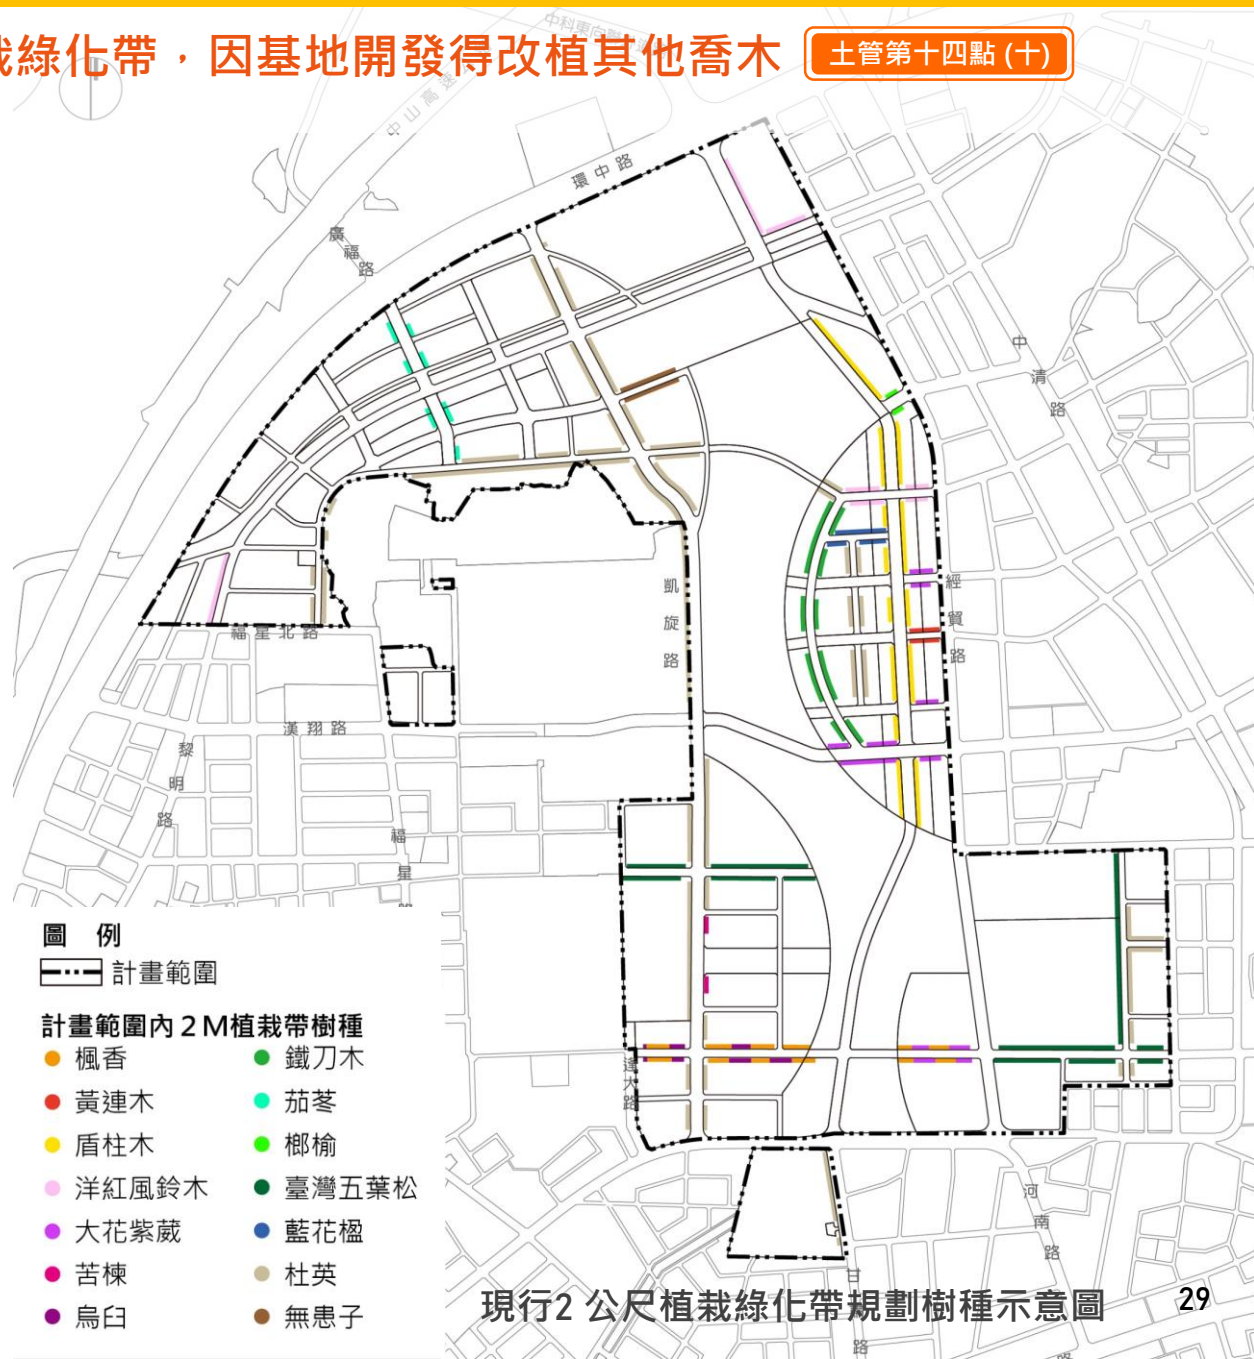 栽綠化帶，因基地開發得改植其他喬木
土管第十四點 (十)
中山高速
環中路
廣福路
中清路
凱旋路
經貿路
福星北路
漢翔路
黎明路
福星
逢大路
河南路
甘
路
圖 例
計畫範圍
計畫範圍內 2 M植栽帶樹種
楓香
黃連木
盾柱木
洋紅風鈴木
大花紫薇
苦楝
烏臼
鐵刀木
茄苳
榔榆
臺灣五葉松
藍花楹
杜英
無患子
現行2 公尺植栽綠化帶規劃樹種示意圖
29